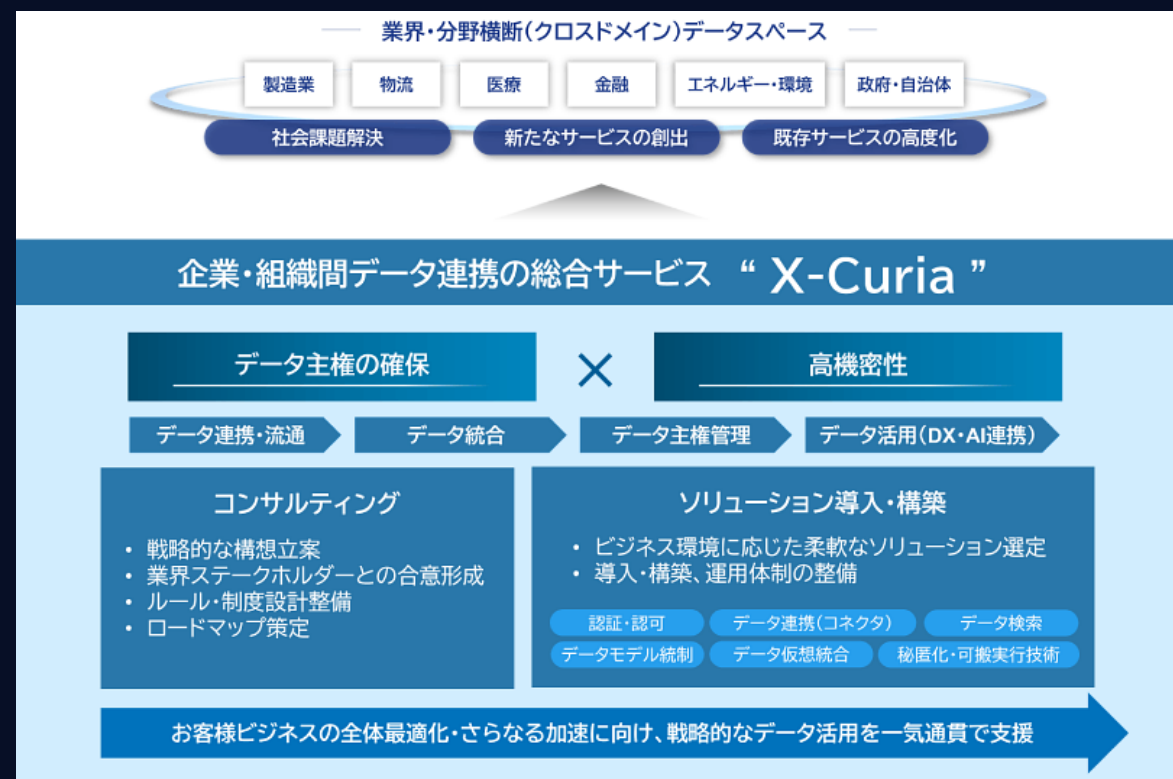 業界・分野横断(クロスドメイン)データスペース
製造業
物流
医療
金融
エネルギー・環境
政府・自治体
社会課題解決
新たなサービスの創出
既存サービスの高度化
企業・組織間データ連携の総合サービス “ X-Curia ”
データ主権の確保
×
高機密性
データ連携・流通
データ統合
データ主権管理
データ活用(DX・AI連携)
コンサルティング
• 戦略的な構想立案
• 業界ステークホルダーとの合意形成
• ルール・制度設計整備
• ロードマップ策定
ソリューション導入・構築
• ビジネス環境に応じた柔軟なソリューション選定
• 導入・構築、運用体制の整備
認証・認可
データ連携(コネクタ)
データ検索
データモデル統制
データ仮想統合
秘匿化・可搬実行技術
お客様ビジネスの全体最適化・さらなる加速に向け、戦略的なデータ活用を一気通貫で支援